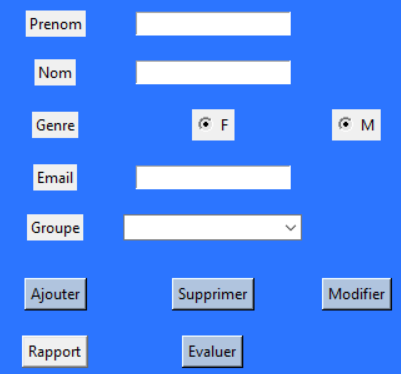 Prenom
Nom
Genre F M
Email
Groupe
Ajouter Supprimer Modifier
Rapport Evaluer